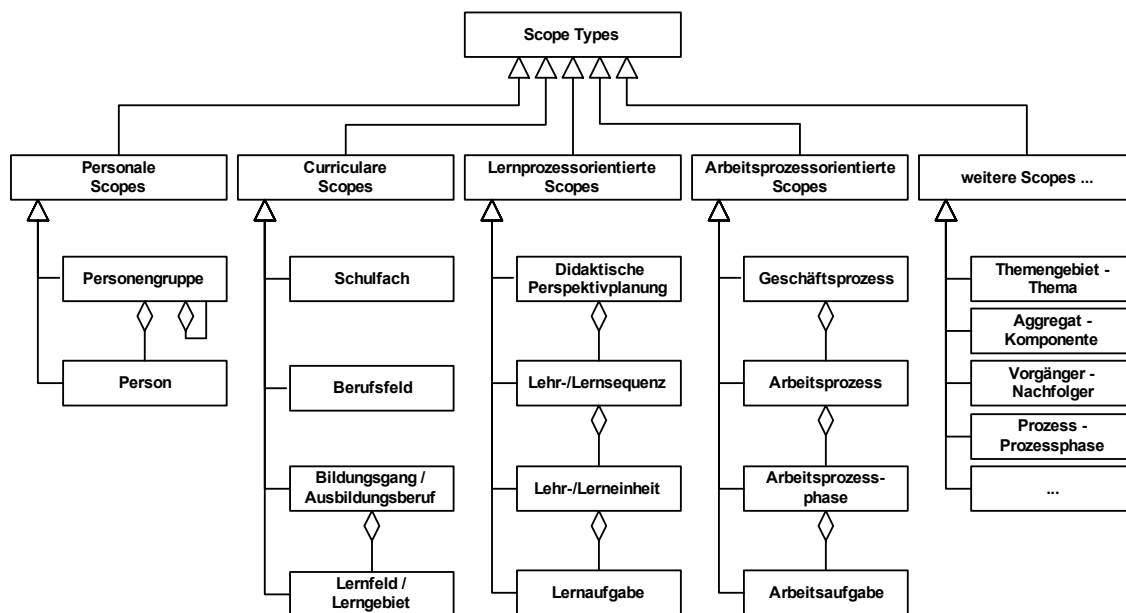 Scope Types
Personale
Scopes
Curriculare
Scopes
Lernprozessorientierte
Scopes
Arbeitsprozessorientierte
Scopes
weitere Scopes ...
Personengruppe
Person
Schulfach
Berufsfeld
Bildungsgang /
Ausbildungsberuf
Lernfeld /
Lerngebiet
Didaktische
Perspektivplanung
Lehr-/Lernsequenz
Lehr-/Lerneinheit
Lernaufgabe
Geschäftsprozess
Arbeitsprozess
Arbeitsprozess-
phase
Arbeitsaufgabe
Themengebiet -
Thema
Aggregat -
Komponente
Vorgänger -
Nachfolger
Prozess -
Prozessphase
...